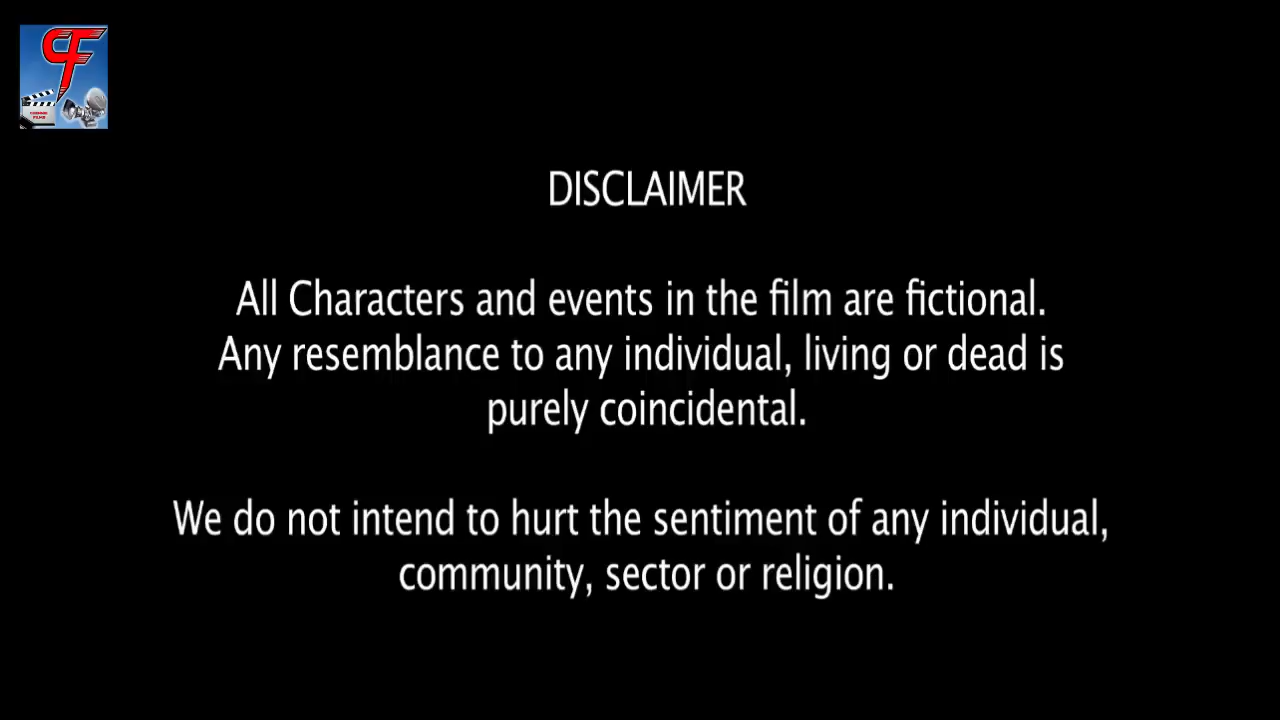 DISCLAIMER
All Characters and events in the film are fictional.
Any resemblance to any individual, living or dead is
purely coincidental.
We do not intend to hurt the sentiment of any individual,
community, sector or religion.